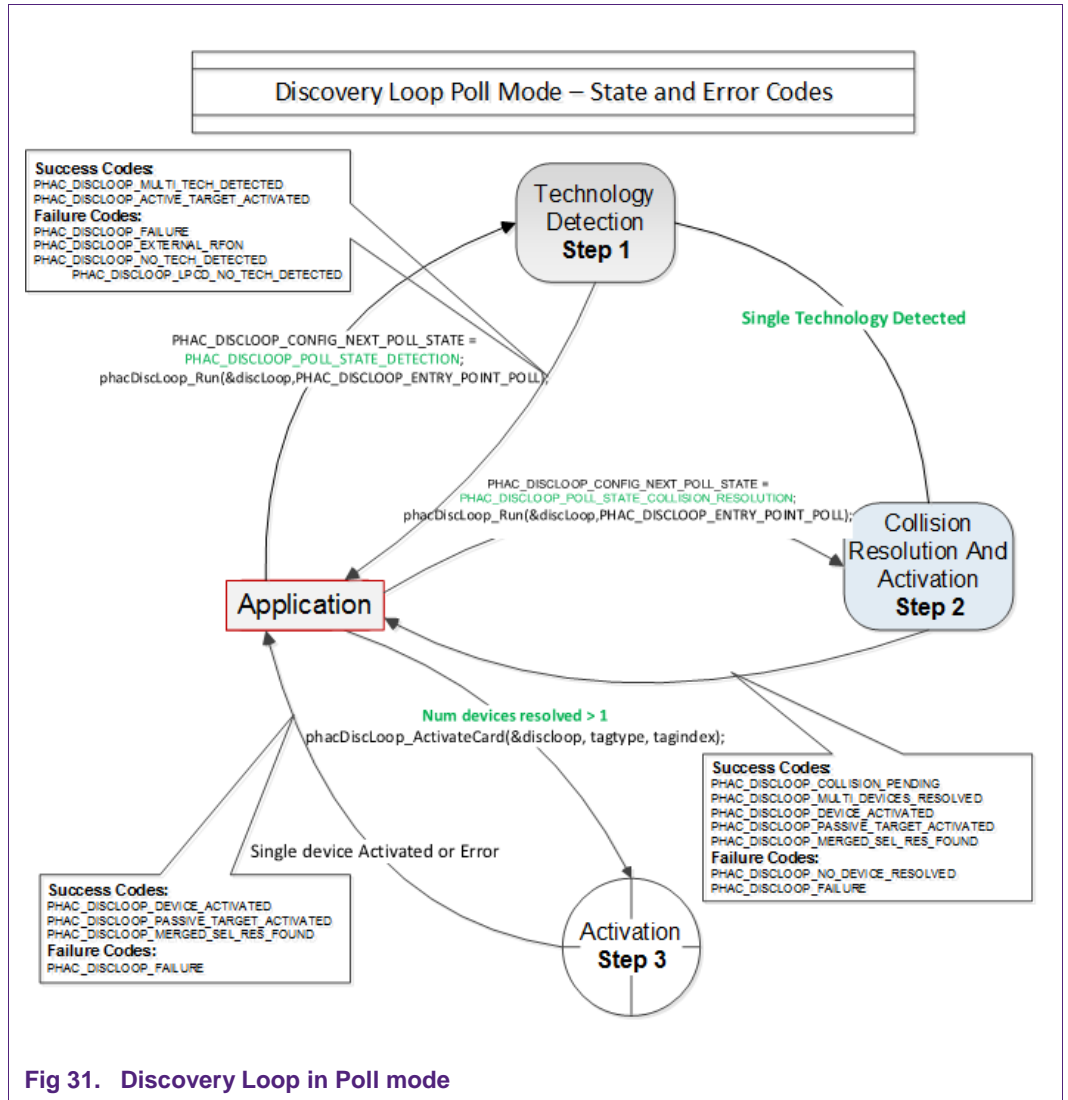 Discovery Loop Poll Mode – State and Error Codes
Success Codes:
PHAC_DISCLOOP_MULTI_TECH_DETECTED
PHAC_DISCLOOP_ACTIVE_TARGET_ACTIVATED
Failure Codes:
PHAC_DISCLOOP_FAILURE
PHAC_DISCLOOP_EXTERNAL_RFON
PHAC_DISCLOOP_NO_TECH_DETECTED
PHAC_DISCLOOP_LPCD_NO_TECH_DETECTED
Technology
Detection
Step 1
Single Technology Detected
PHAC_DISCLOOP_CONFIG_NEXT_POLL_STATE =
PHAC_DISCLOOP_POLL_STATE_DETECTION;
phacDiscLoop_Run(&discLoop,PHAC_DISCLOOP_ENTRY_POINT_POLL);
PHAC_DISCLOOP_CONFIG_NEXT_POLL_STATE =
PHAC_DISCLOOP_POLL_STATE_COLLISION_RESOLUTION;
phacDiscLoop_Run(&discLoop,PHAC_DISCLOOP_ENTRY_POINT_POLL);
Collision
Resolution And
Activation
Step 2
Application
Num devices resolved > 1
phacDiscLoop_ActivateCard(&discloop, tagtype, tagindex);
Success Codes:
PHAC_DISCLOOP_COLLISION_PENDING
PHAC_DISCLOOP_MULTI_DEVICES_RESOLVED
PHAC_DISCLOOP_DEVICE_ACTIVATED
PHAC_DISCLOOP_PASSIVE_TARGET_ACTIVATED
PHAC_DISCLOOP_MERGED_SEL_RES_FOUND
Failure Codes:
PHAC_DISCLOOP_NO_DEVICE_RESOLVED
PHAC_DISCLOOP_FAILURE
Single device Activated or Error
Success Codes:
PHAC_DISCLOOP_DEVICE_ACTIVATED
PHAC_DISCLOOP_PASSIVE_TARGET_ACTIVATED
PHAC_DISCLOOP_MERGED_SEL_RES_FOUND
Failure Codes:
PHAC_DISCLOOP_FAILURE
Activation
Step 3
Fig 31. Discovery Loop in Poll mode